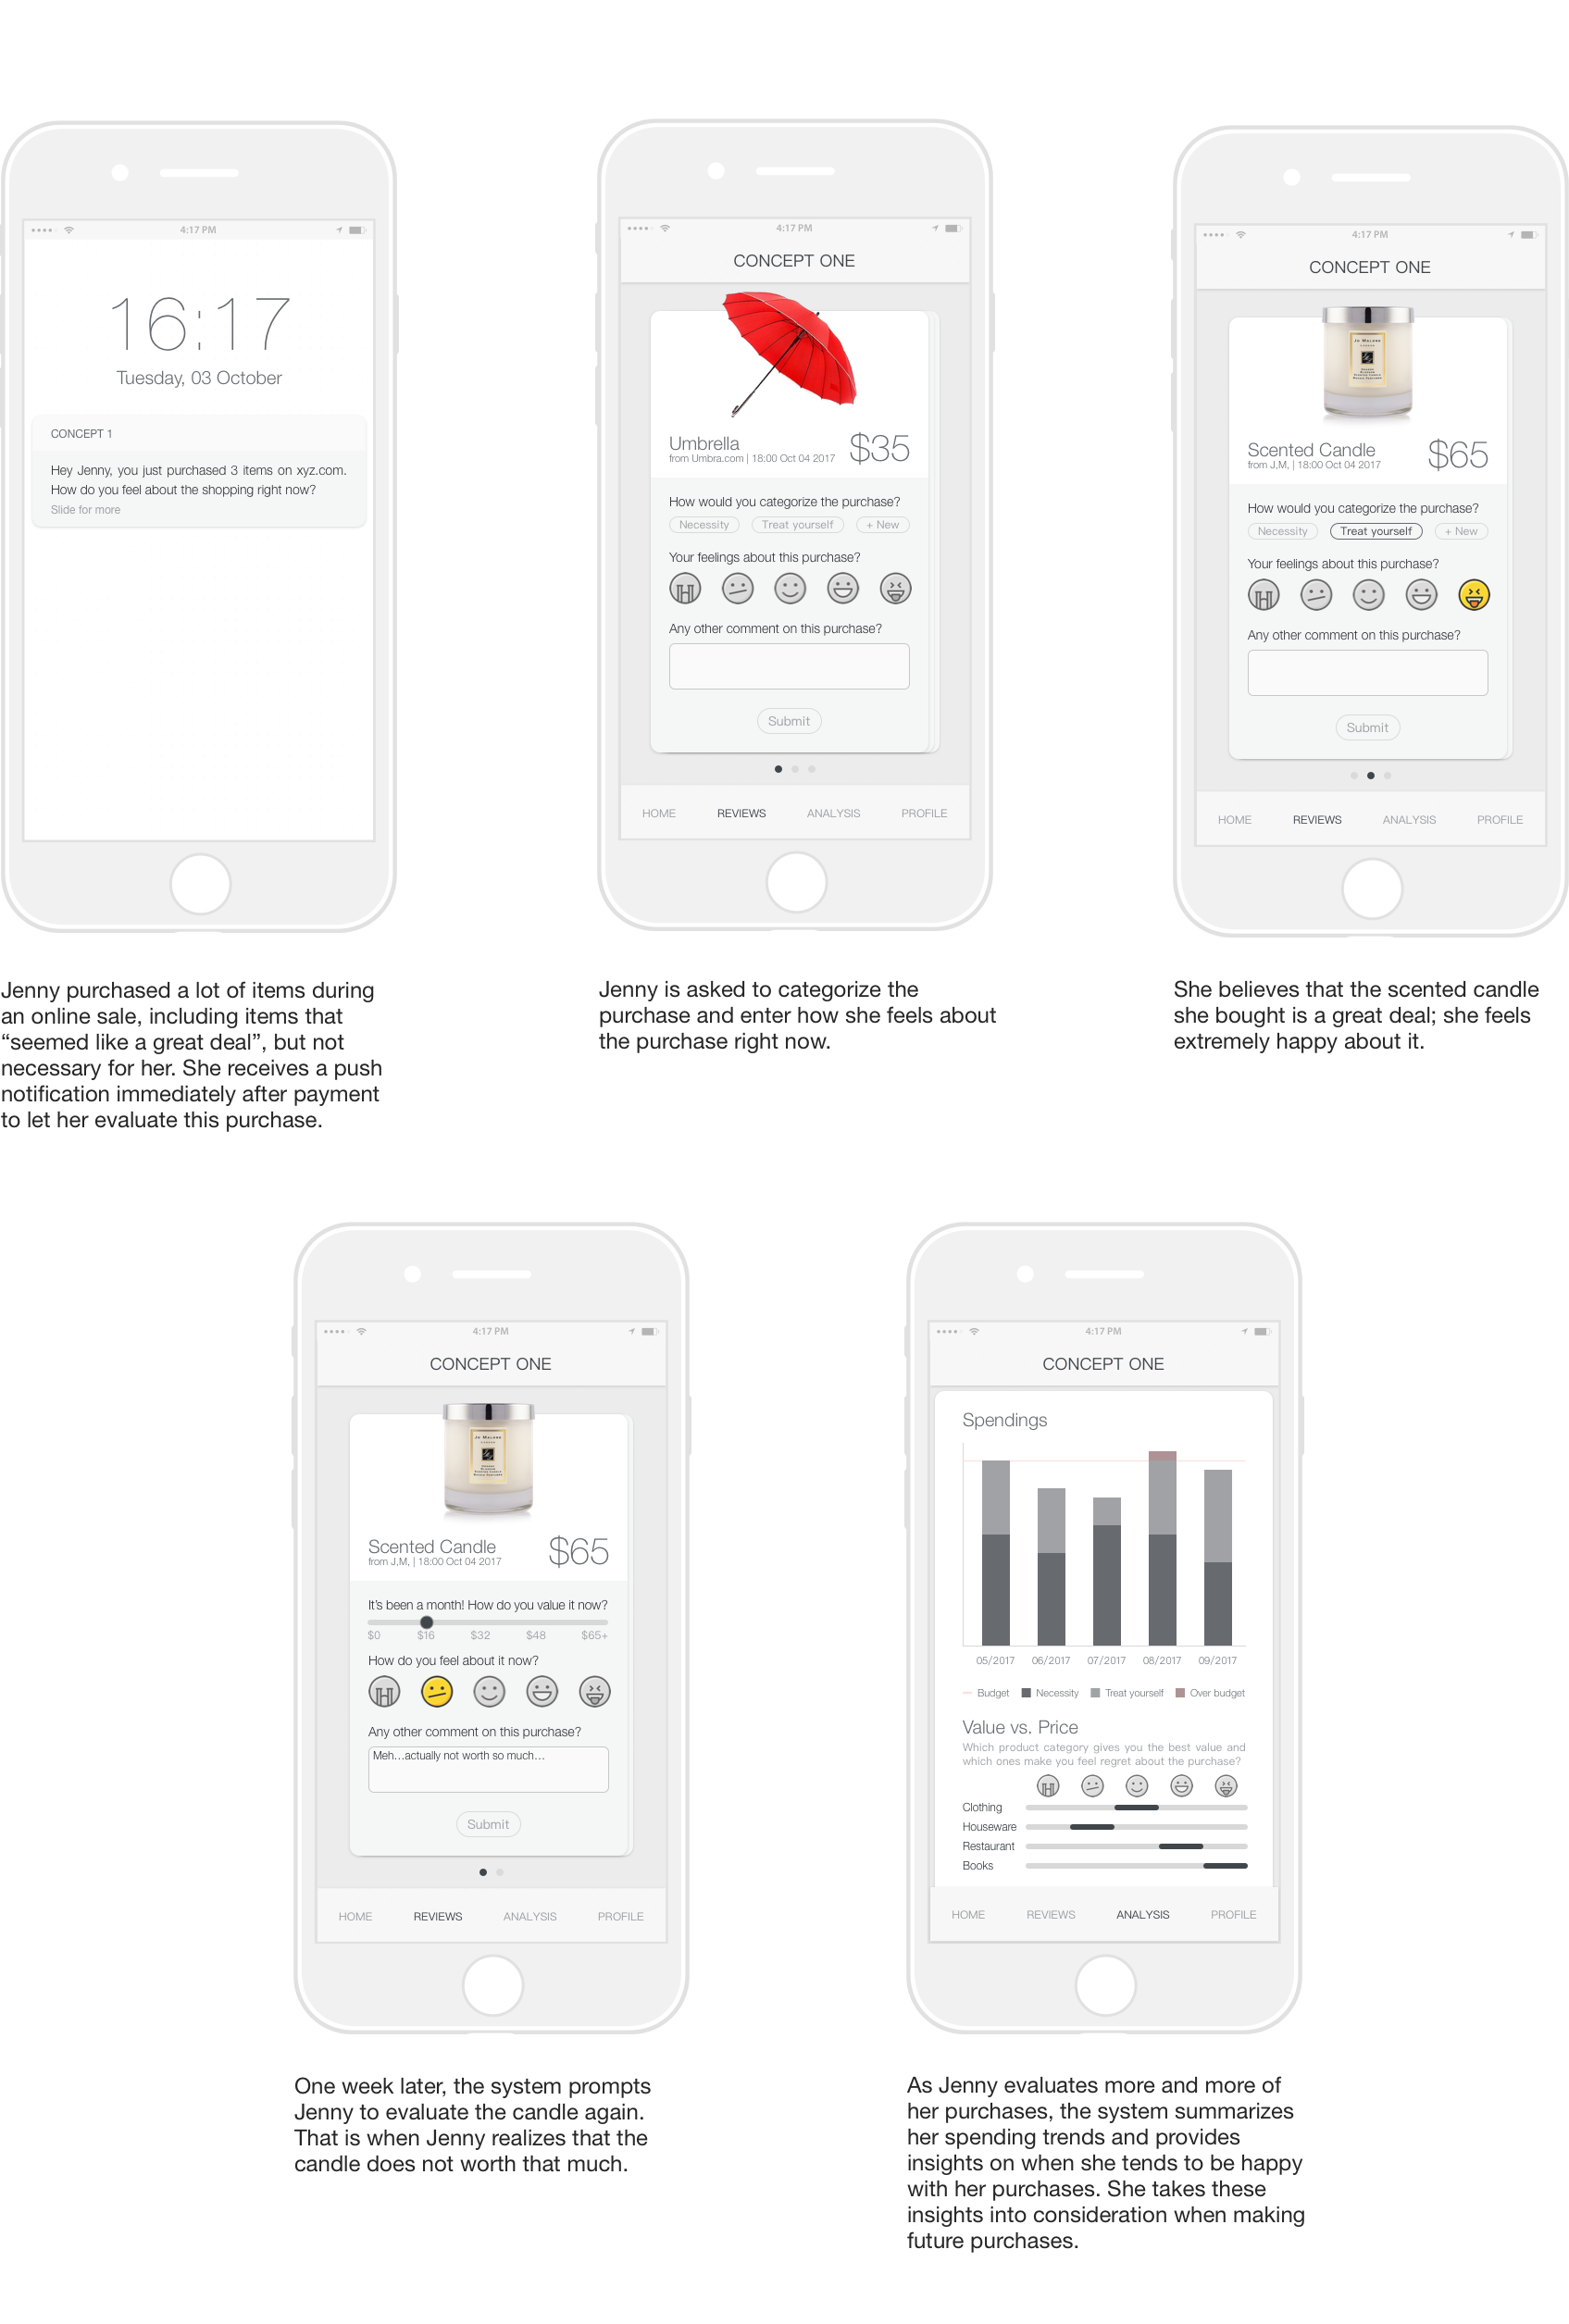 4:17 PM
16:17
Tuesday, 03 October
CONCEPT 1
Hey Jenny, you just purchased 3 items on xyz.com.
How do you feel about the shopping right now?
Slide for more
Jenny purchased a lot of items during
an online sale, including items that
“seemed like a great deal”, but not
necessary for her. She receives a push
notification immediately after payment
to let her evaluate this purchase.
4:17 PM
CONCEPT ONE
Umbrella
from Umbra.com | 18:00 Oct 04 2017
$35
How would you categorize the purchase?
Necessity Treat yourself + New
Your feelings about this purchase?
Any other comment on this purchase?
Submit
HOME REVIEWS ANALYSIS PROFILE
Jenny is asked to categorize the
purchase and enter how she feels about
the purchase right now.
4:17 PM
CONCEPT ONE
JO MALONE
LONDON
Scented Candle
from J,M, | 18:00 Oct 04 2017
$65
How would you categorize the purchase?
Necessity Treat yourself + New
Your feelings about this purchase?
Any other comment on this purchase?
Submit
HOME REVIEWS ANALYSIS PROFILE
She believes that the scented candle
she bought is a great deal; she feels
extremely happy about it.
4:17 PM
CONCEPT ONE
JO MALONE
LONDON
Scented Candle
from J,M, | 18:00 Oct 04 2017
$65
It's been a month! How do you value it now?
$0 $16 $32 $48 $65+
How do you feel about it now?
Any other comment on this purchase?
Meh...actually not worth so much...
Submit
HOME REVIEWS ANALYSIS PROFILE
One week later, the system prompts
Jenny to evaluate the candle again.
That is when Jenny realizes that the
candle does not worth that much.
4:17 PM
CONCEPT ONE
Spendings
05/2017 06/2017 07/2017 08/2017 09/2017
Budget Necessity Treat yourself Over budget
Value vs. Price
Which product category gives you the best value and
which ones make you feel regret about the purchase?
Clothing
Houseware
Restaurant
Books
HOME REVIEWS ANALYSIS PROFILE
As Jenny evaluates more and more of
her purchases, the system summarizes
her spending trends and provides
insights on when she tends to be happy
with her purchases. She takes these
insights into consideration when making
future purchases.